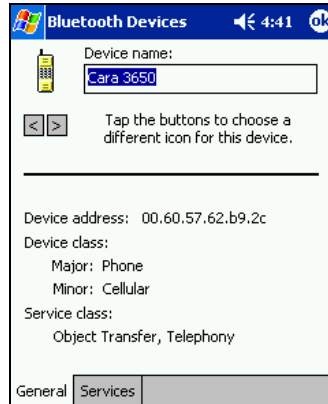 Bluetooth Devices 4:41 ok
Device name:
Cara 3650
< >
Tap the buttons to choose a
different icon for this device.
Device address: 00.60.57.62.b9.2c
Device class:
Major: Phone
Minor: Cellular
Service class:
Object Transfer, Telephony
General Services